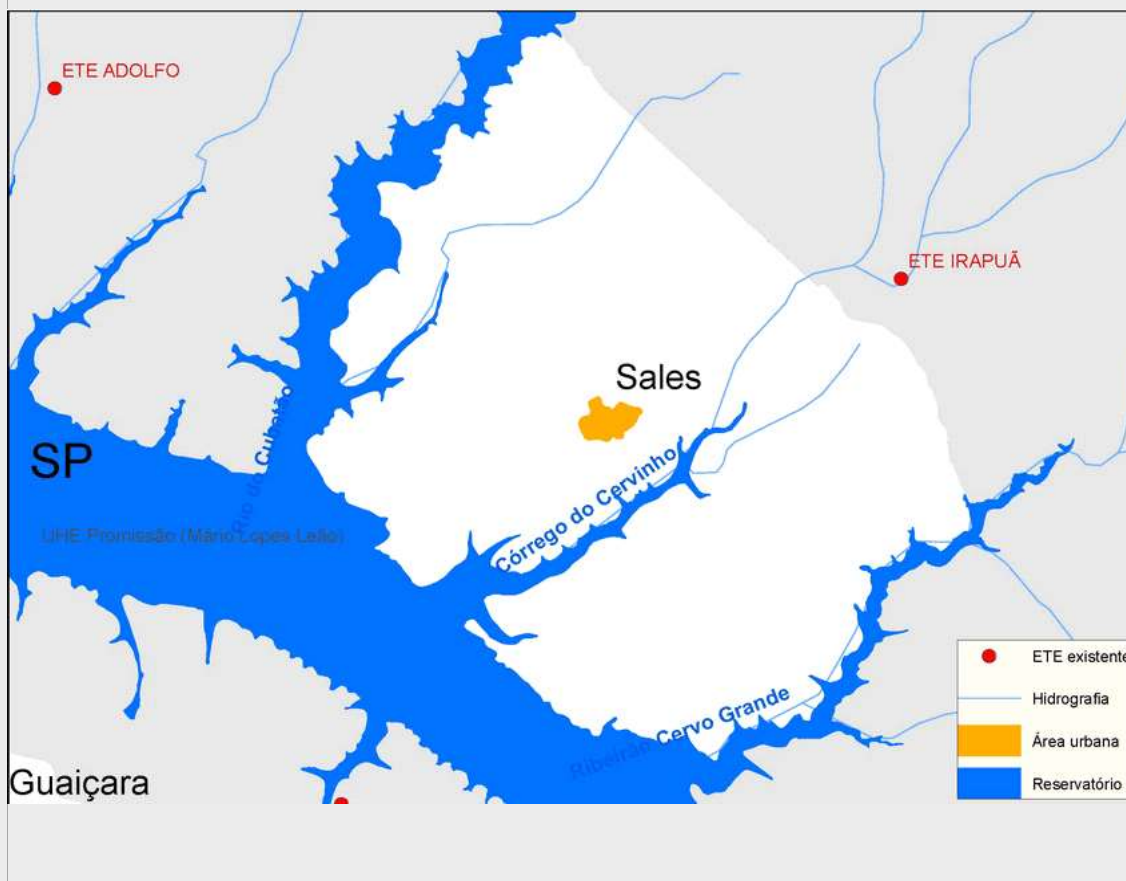 ETE ADOLFO
ETE IRAPUÃ
Sales
SP
Rio do Cubatão
Córrego do Cervinho
UHE Promissão (Mário Lopes Leão)
Ribeirão Cervo Grande
Guaiçara
ETE existente
Hidrografia
Área urbana
Reservatório